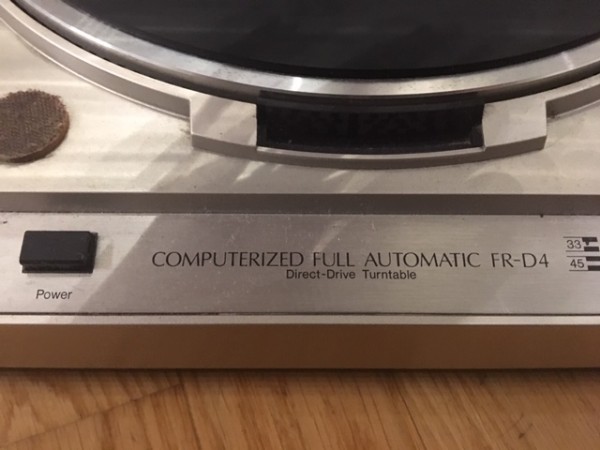 COMPUTERIZED FULL AUTOMATIC FR-D4
Direct-Drive Turntable
Power
33
45